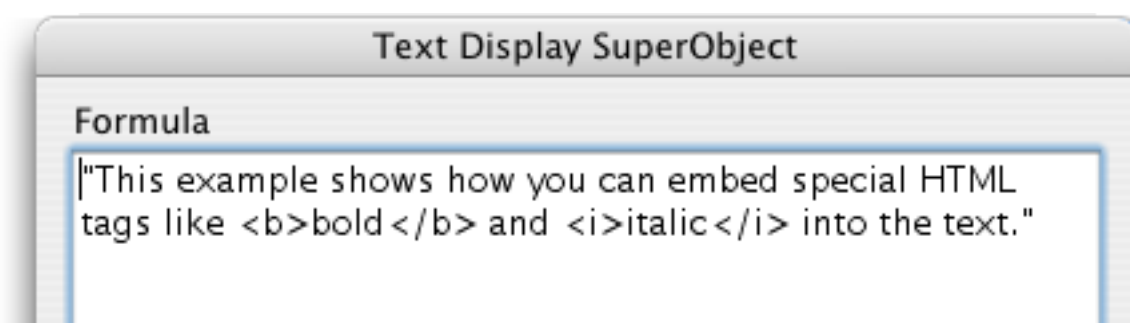 Text Display SuperObject
Formula
"This example shows how you can embed special HTML
tags like <b>bold</b> and <i>italic</i> into the text."